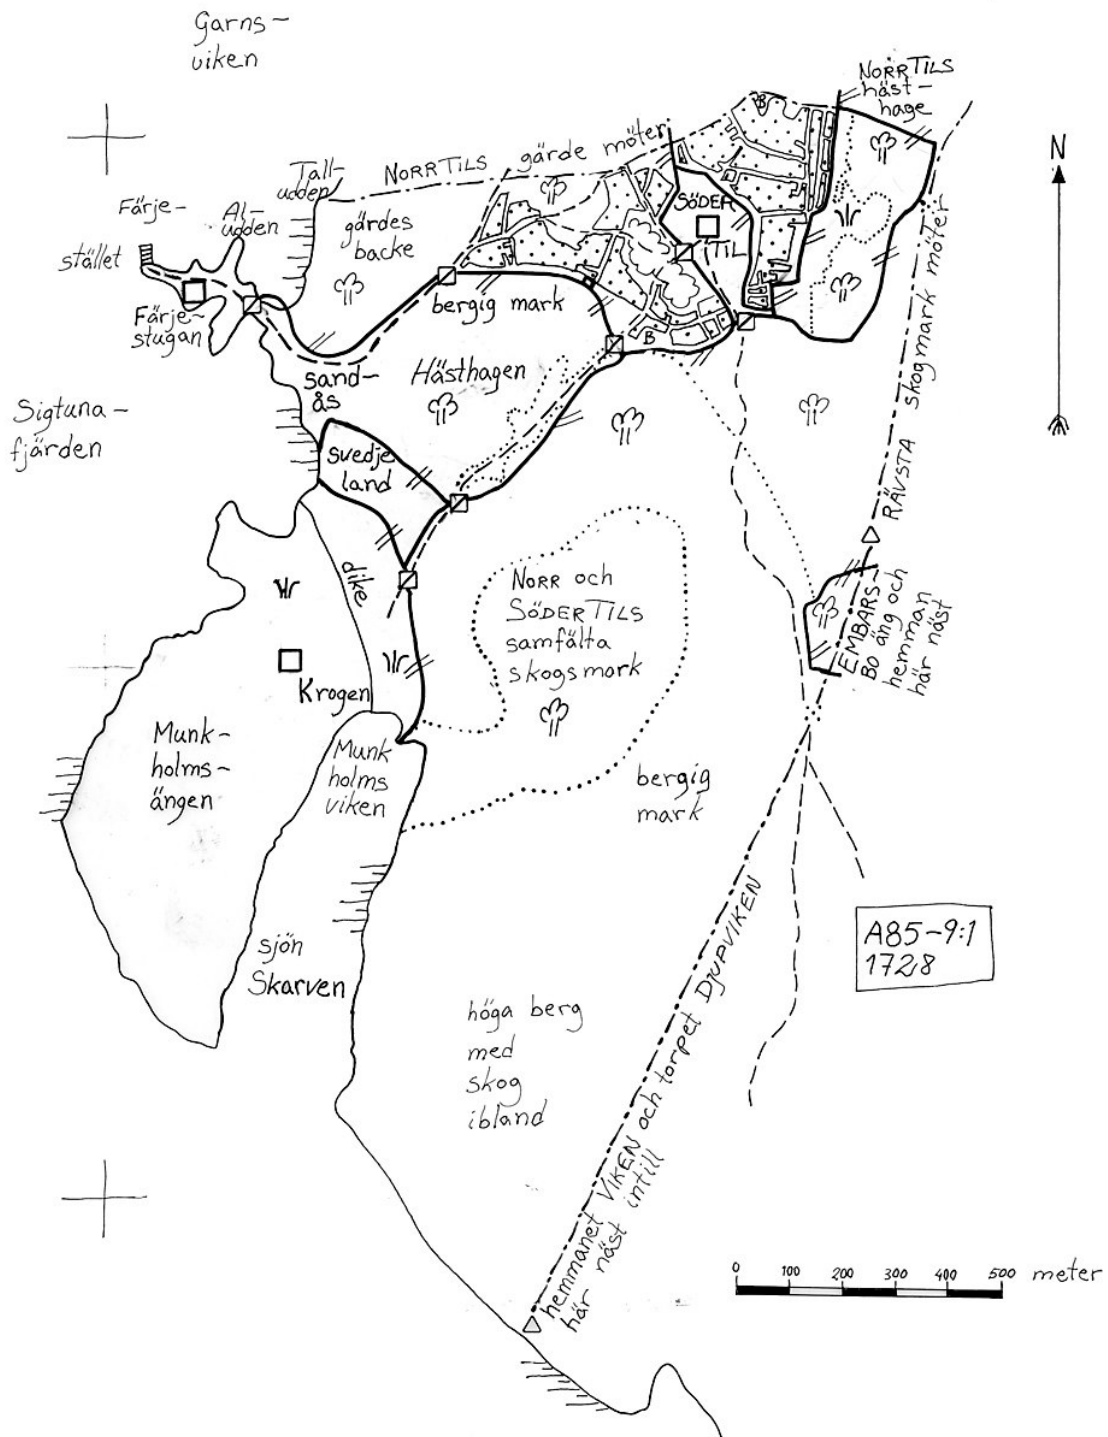 Garns-
viken
NORRTILS
häst-
hage
N
NORRTILS gärde möter
Tall-
udden
Al-
udden
Färje-
stället
gärdes
backe
B
SÖDER
TIL
Färje-
stugan
bergig mark
B
sand-
ås
Hästhagen
RÄVSTA skogmark möter
Sigtuna-
fjärden
svedje
land
dike
NORR och
SÖDERTILS
samfälta
skogsmark
EMBARS-
BO äng och
hemman
här näst
Krogen
Munk-
holms-
ängen
Munk
holms
viken
bergig
mark
A85-9:1
1728
sjön
Skarven
höga berg
med
skog
ibland
hemmanet VIKEN och torpet DJUPVIKEN
här näst intill
0 100 200 300 400 500 meter